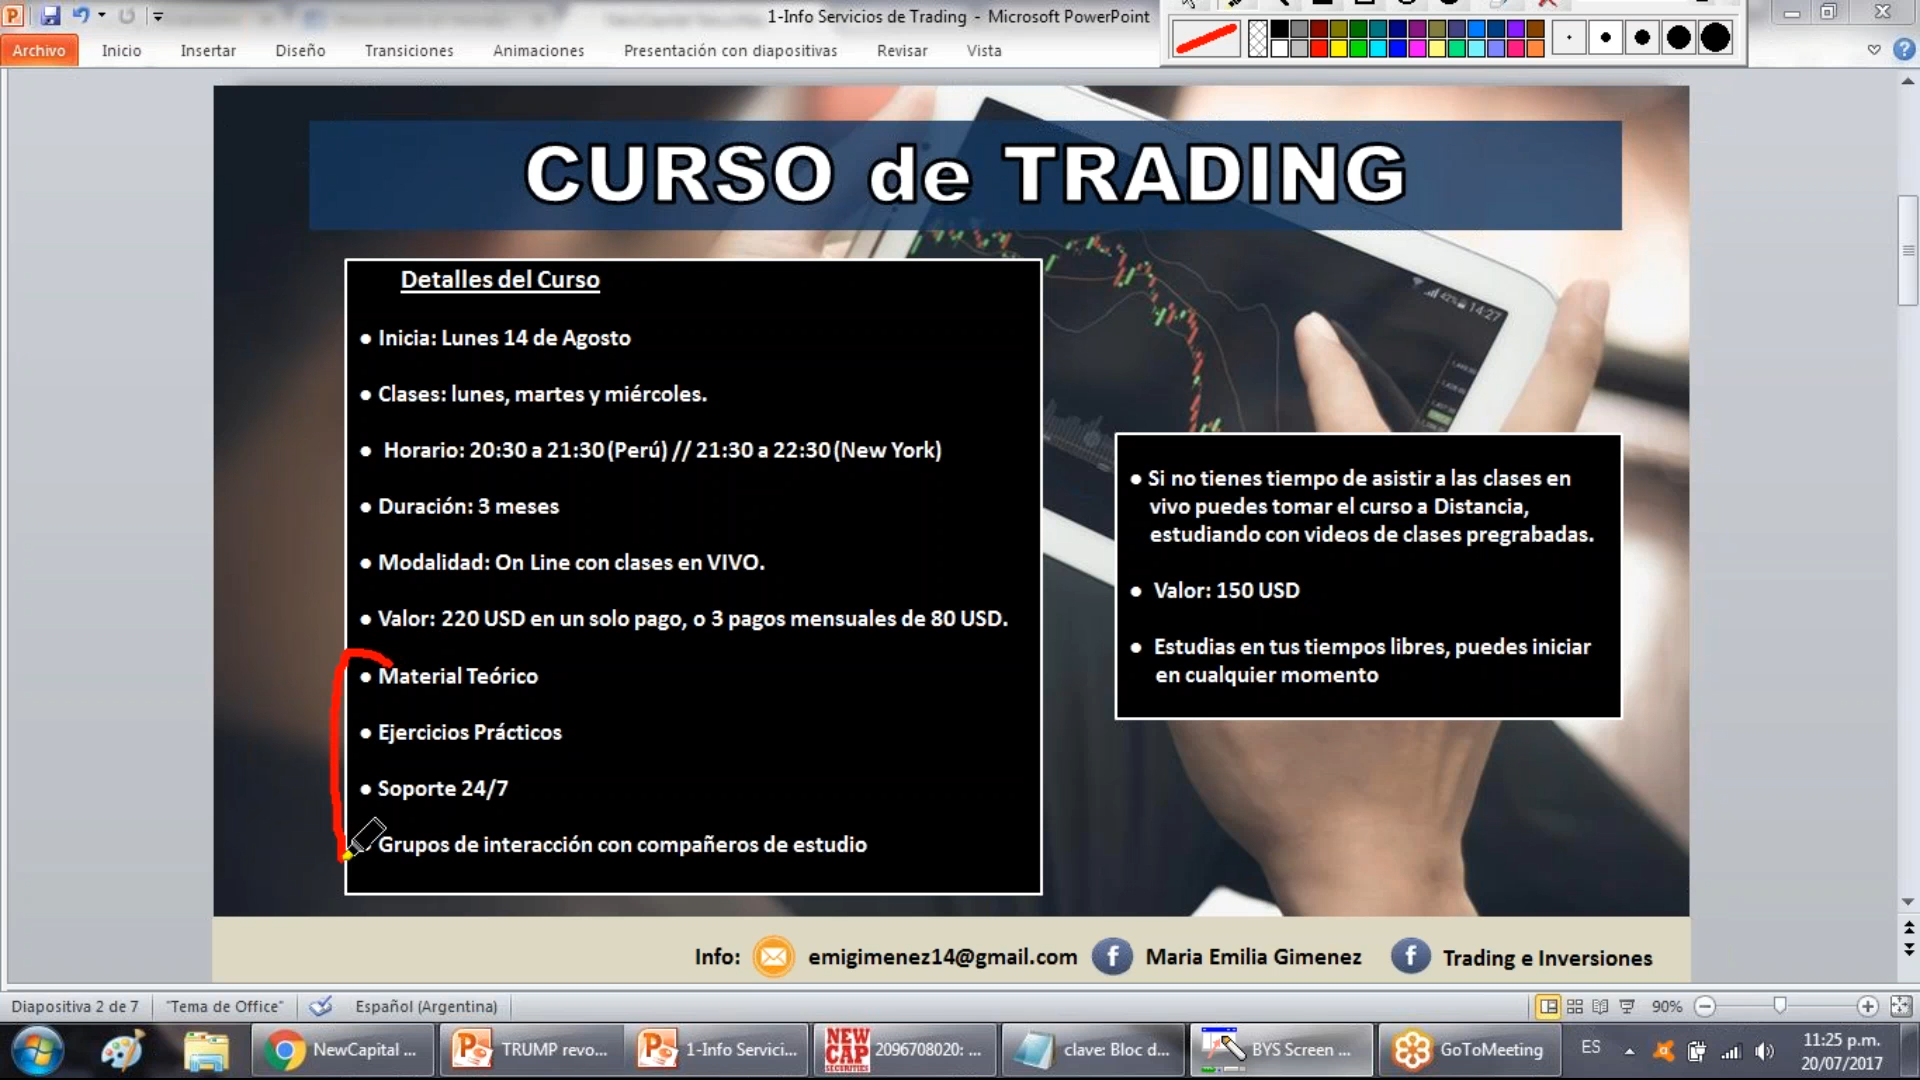 1-Info Servicios de Trading - Microsoft PowerPoint
Archivo Inicio Insertar Diseño Transiciones Animaciones Presentación con diapositivas Revisar Vista
CURSO de TRADING
42% 14:27
Detalles del Curso
● Inicia: Lunes 14 de Agosto
● Clases: lunes, martes y miércoles.
● Horario: 20:30 a 21:30 (Perú) // 21:30 a 22:30 (New York)
● Duración: 3 meses
● Modalidad: On Line con clases en VIVO.
● Valor: 220 USD en un solo pago, o 3 pagos mensuales de 80 USD.
● Material Teórico
● Ejercicios Prácticos
● Soporte 24/7
Grupos de interacción con compañeros de estudio
● Si no tienes tiempo de asistir a las clases en
vivo puedes tomar el curso a Distancia,
estudiando con videos de clases pregrabadas.
● Valor: 150 USD
● Estudias en tus tiempos libres, puedes iniciar
en cualquier momento
Info: emigimenez14@gmail.com Maria Emilia Gimenez Trading e Inversiones
Diapositiva 2 de 7 "Tema de Office" Español (Argentina) 90%
NewCapital ... TRUMP revo... 1-Info Servici... NEW CAP SECURITIES 2096708020: ... clave: Bloc d... BYS Screen ... GoToMeeting ES 11:25 p.m.
20/07/2017